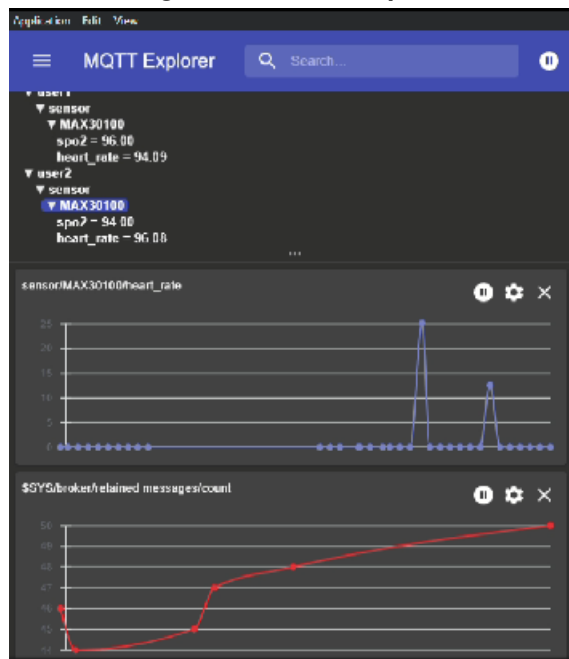 Application Edit View
MQTT Explorer
Search...
user1
sensor
MAX30100
spo2 = 96.00
heart_rate = 94.09
user2
sensor
MAX30100
spo2 = 94.00
heart_rate = 96.08
...
sensor/MAX30100/heart_rate
25
20
15
10
5
0
$SYS/broker/retained messages/count
50
49
48
47
46
45
44